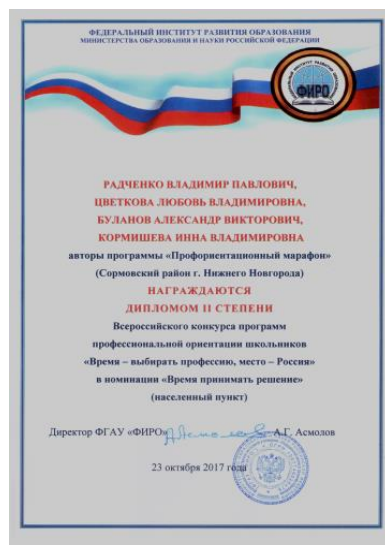 ФЕДЕРАЛЬНЫЙ ИНСТИТУТ РАЗВИТИЯ ОБРАЗОВАНИЯ
МИНИСТЕРСТВА ОБРАЗОВАНИЯ И НАУКИ РОССИЙСКОЙ ФЕДЕРАЦИИ
ФИРО
РАДЧЕНКО ВЛАДИМИР ПАВЛОВИЧ,
ЦВЕТКОВА ЛЮБОВЬ ВЛАДИМИРОВНА,
БУЛАНОВ АЛЕКСАНДР ВИКТОРОВИЧ,
КОРМИШЕВА ИННА ВЛАДИМИРОВНА
авторы программы «Профориентационный марафон»
(Сормовский район г. Нижнего Новгорода)
НАГРАЖДАЮТСЯ
ДИПЛОМОМ II СТЕПЕНИ
Всероссийского конкурса программ
профессиональной ориентации школьников
«Время – выбирать профессию, место – Россия»
в номинации «Время принимать решение»
(населенный пункт)
Директор ФГАУ «ФИРО» А.Г. Асмолов
23 октября 2017 года